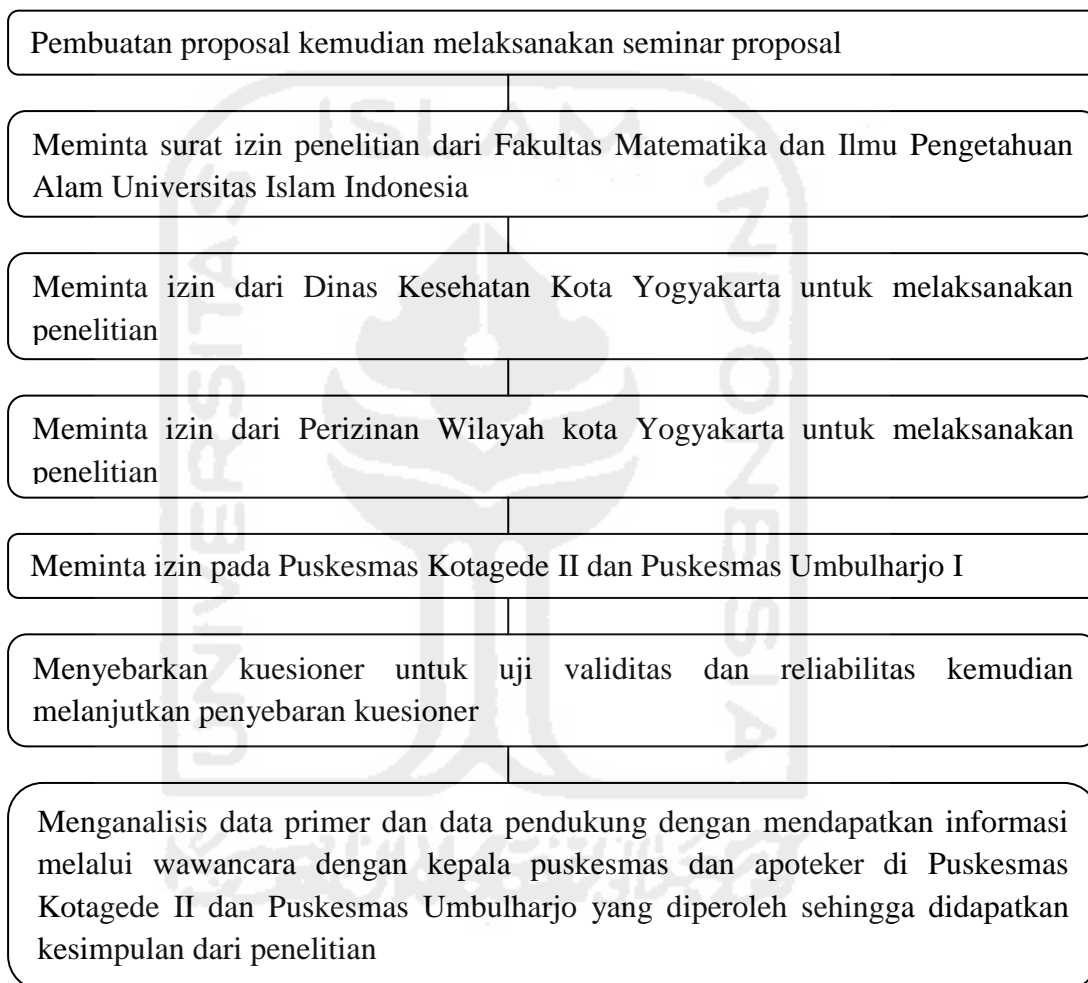 Pembuatan proposal kemudian melaksanakan seminar proposal
Meminta surat izin penelitian dari Fakultas Matematika dan Ilmu Pengetahuan
Alam Universitas Islam Indonesia
Meminta izin dari Dinas Kesehatan Kota Yogyakarta untuk melaksanakan
penelitian
Meminta izin dari Perizinan Wilayah kota Yogyakarta untuk melaksanakan
penelitian
Meminta izin pada Puskesmas Kotagede II dan Puskesmas Umbulharjo I
Menyebarkan kuesioner untuk uji validitas dan reliabilitas kemudian
melanjutkan penyebaran kuesioner
Menganalisis data primer dan data pendukung dengan mendapatkan informasi
melalui wawancara dengan kepala puskesmas dan apoteker di Puskesmas
Kotagede II dan Puskesmas Umbulharjo yang diperoleh sehingga didapatkan
kesimpulan dari penelitian
UNIVERSITAS
ISLAM
INDONESIA